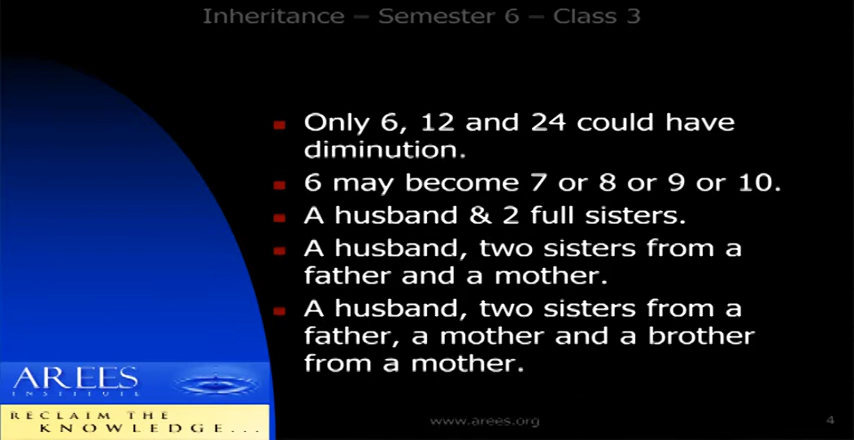 Inheritance – Semester 6 – Class 3
■ Only 6, 12 and 24 could have
diminution.
■ 6 may become 7 or 8 or 9 or 10.
■ A husband & 2 full sisters.
■ A husband, two sisters from a
father and a mother.
■ A husband, two sisters from a
father, a mother and a brother
from a mother.
AREES
INSTITUTE
RECLAIM THE
KNOWLEDGE...
www.arees.org
4